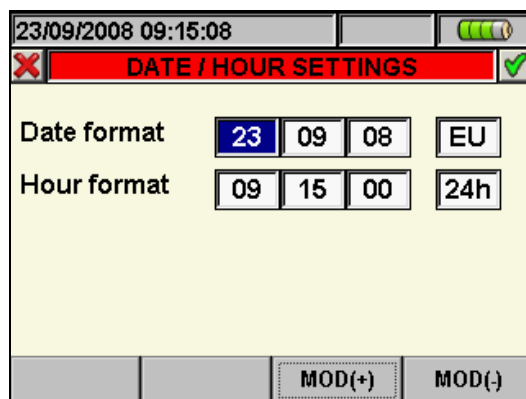 23/09/2008 09:15:08
DATE / HOUR SETTINGS
Date format 23 09 08 EU
Hour format 09 15 00 24h
MOD(+) MOD(-)